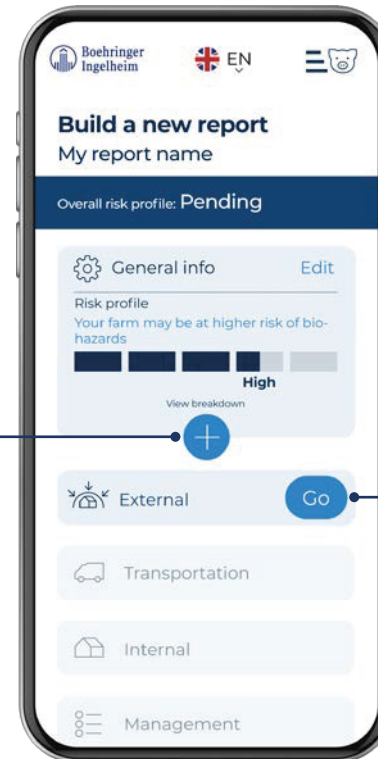 Boehringer
Ingelheim
EN
Build a new report
My report name
Overall risk profile: Pending
General info
Edit
Risk profile
Your farm may be at higher risk of bio-
hazards
High
View breakdown
External
Go
Transportation
Internal
Management